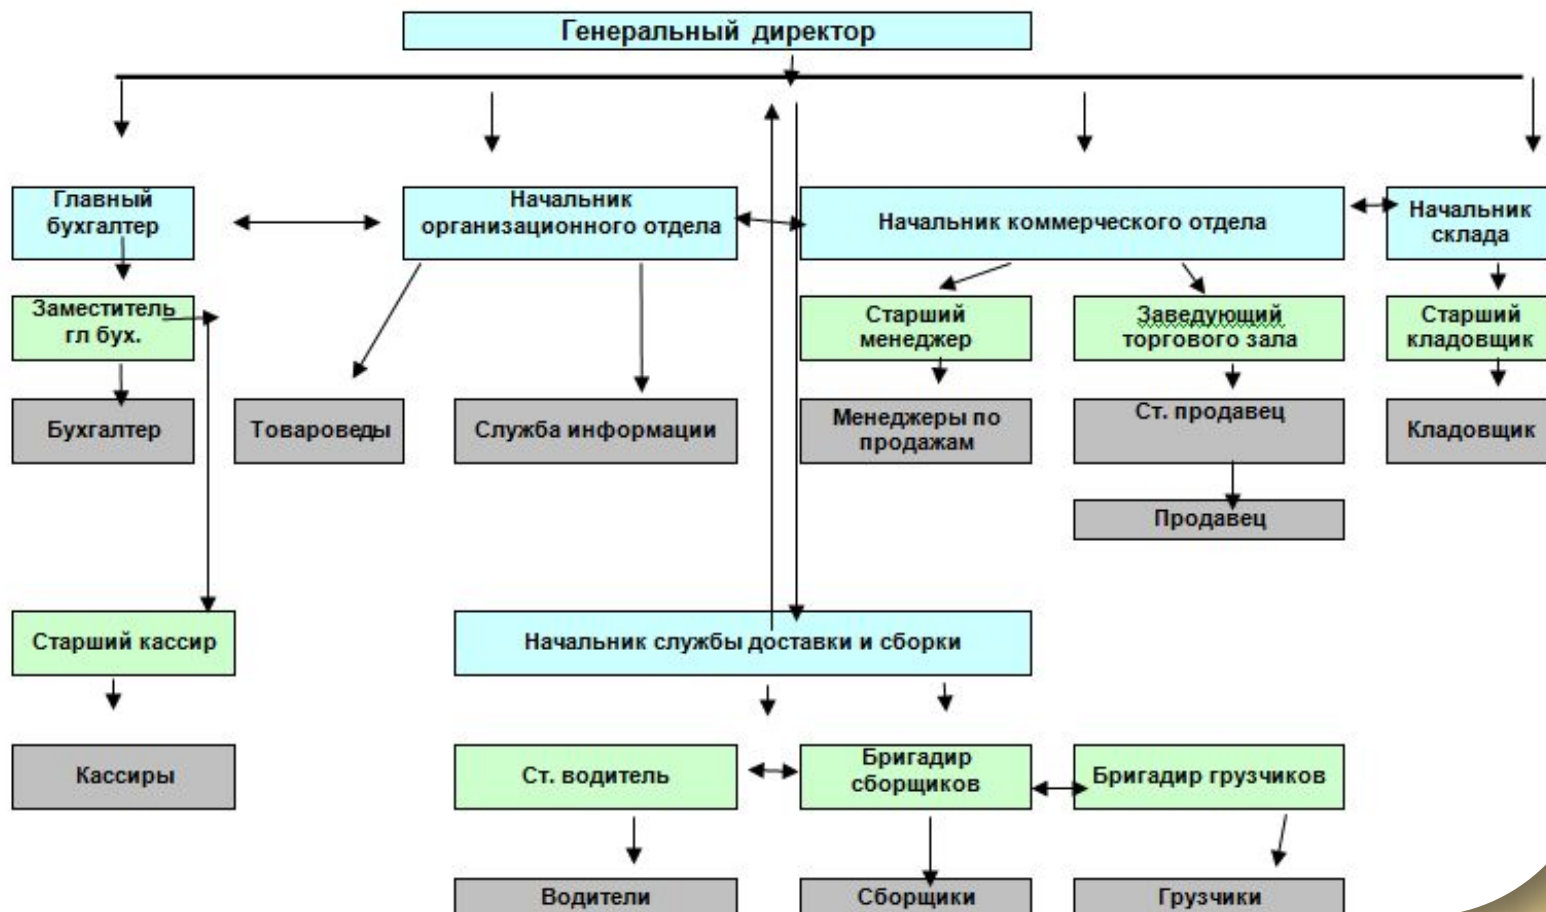 Генеральный директор
Главный
бухгалтер
Начальник
организационного отдела
Начальник коммерческого отдела
Начальник
склада
Заместитель
гл бух.
Старший
менеджер
Заведующий
торгового зала
Старший
кладовщик
Бухгалтер
Товароведы
Служба информации
Менеджеры по
продажам
Ст. продавец
Кладовщик
Продавец
Старший кассир
Начальник службы доставки и сборки
Кассиры
Ст. водитель
Бригадир
сборщиков
Бригадир грузчиков
Водители
Сборщики
Грузчики